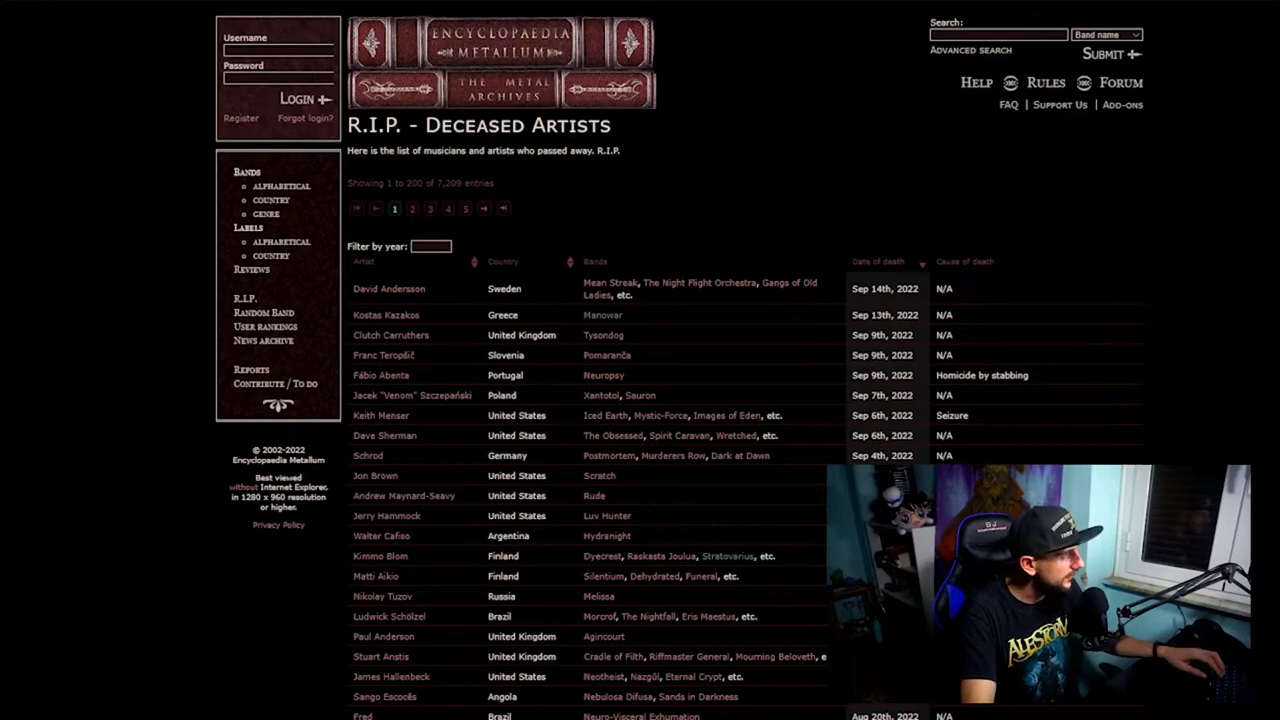 Username
Password
LOGIN
Register Forgot login?
BANDS
ALPHABETICAL
COUNTRY
GENRE
LABELS
ALPHABETICAL
COUNTRY
REVIEWS
R.I.P.
RANDOM BAND
USER RANKINGS
NEWS ARCHIVE
REPORTS
CONTRIBUTE / TO DO
© 2002-2022
Encyclopaedia Metallum
Best viewed
without Internet Explorer,
in 1280 x 960 resolution
or higher.
Privacy Policy
ENCYCLOPAEDIA
METALLUM
THE METAL
ARCHIVES
Search:
Band name
ADVANCED SEARCH
SUBMIT
HELP RULES FORUM
FAQ | SUPPORT US | ADD-ONS
R.I.P. - DECEASED ARTISTS
Here is the list of musicians and artists who passed away. R.I.P.
Showing 1 to 200 of 7,209 entries
1 2 3 4 5
Filter by year:
Artist Country Bands Date of death Cause of death
David Andersson Sweden Mean Streak, The Night Flight Orchestra, Gangs of Old Ladies, etc. Sep 14th, 2022 N/A
Kostas Kazakos Greece Manowar Sep 13th, 2022 N/A
Clutch Carruthers United Kingdom Tysondog Sep 9th, 2022 N/A
Franc Teropšič Slovenia Pomaranča Sep 9th, 2022 N/A
Fábio Abenta Portugal Neuropsy Sep 9th, 2022 Homicide by stabbing
Jacek "Venom" Szczepański Poland Xantotol, Sauron Sep 7th, 2022 N/A
Keith Menser United States Iced Earth, Mystic-Force, Images of Eden, etc. Sep 6th, 2022 Seizure
Dave Sherman United States The Obsessed, Spirit Caravan, Wretched, etc. Sep 6th, 2022 N/A
Schrod Germany Postmortem, Murderers Row, Dark at Dawn Sep 4th, 2022 N/A
Jon Brown United States Scratch
Andrew Maynard-Seavy United States Rude
Jerry Hammock United States Luv Hunter
Walter Cafiso Argentina Hydranight
Kimmo Blom Finland Dyecrest, Raskasta Joulua, Stratovarius, etc.
Matti Aikio Finland Silentium, Dehydrated, Funeral, etc.
Nikolay Tuzov Russia Melissa
Ludwick Schölzel Brazil Morcrof, The Nightfall, Eris Maestus, etc.
Paul Anderson United Kingdom Agincourt
Stuart Anstis United Kingdom Cradle of Filth, Riffmaster General, Mourning Beloveth, e
James Hallenbeck United States Neotheist, Nazgûl, Eternal Crypt, etc.
Sango Escocês Angola Nebulosa Difusa, Sands in Darkness
Fred Brazil Neuro-Visceral Exhumation Aug 20th, 2022 N/A
ALESTORM